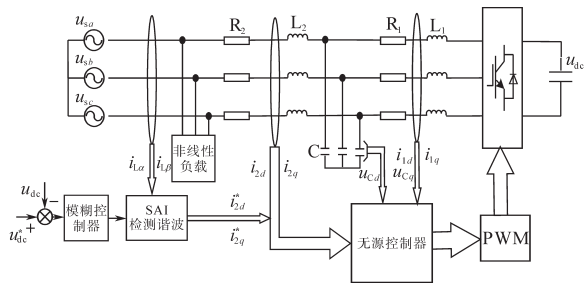 u_sa
R₂
L₂
R₁
L₁
u_sb
u_dc
u_sc
非线性
负载
C
i_Lα
i_Lβ
i_2d
i_2q
i_1d
i_1q
u_Cd
u_Cq
u_dc
−
+
u*_dc
模糊控
制器
SAI
检测谐波
i*_2d
i*_2q
无源控制器
PWM